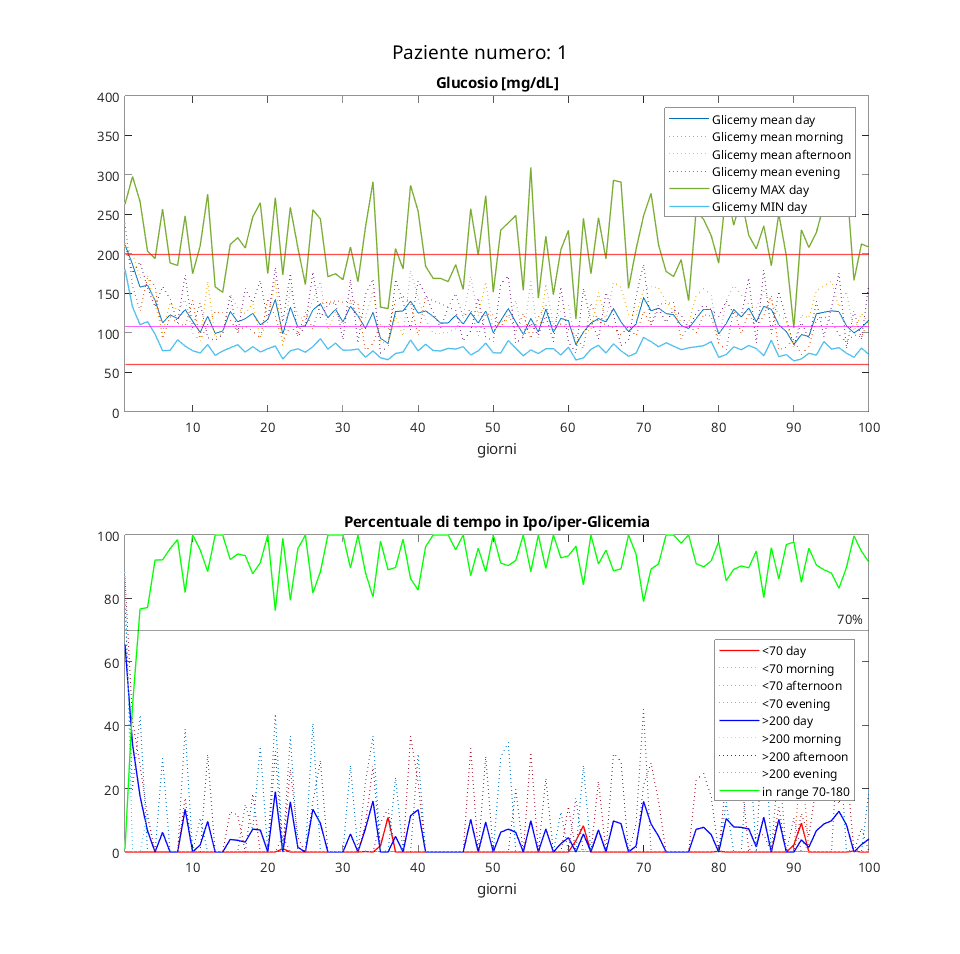 Paziente numero: 1
Glucosio [mg/dL]
400
350
300
250
200
150
100
50
0
Glicemy mean day
Glicemy mean morning
Glicemy mean afternoon
Glicemy mean evening
Glicemy MAX day
Glicemy MIN day
10 20 30 40 50 60 70 80 90 100
giorni
Percentuale di tempo in Ipo/iper-Glicemia
100
80
60
40
20
0
70%
<70 day
<70 morning
<70 afternoon
<70 evening
>200 day
>200 morning
>200 afternoon
>200 evening
in range 70-180
10 20 30 40 50 60 70 80 90 100
giorni